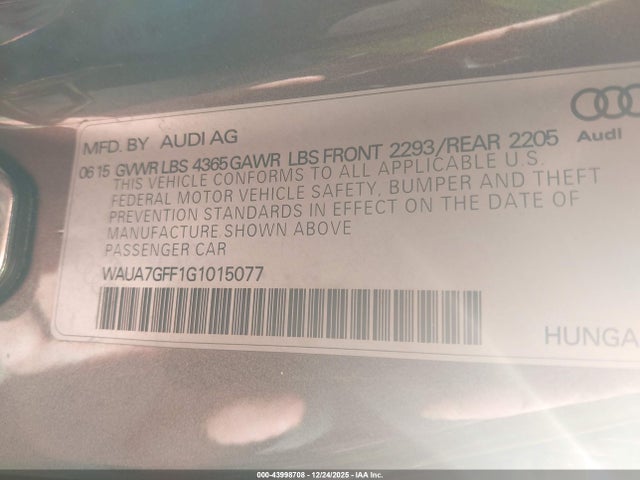 MFD. BY AUDI AG
Audi
06 15 GVWR LBS 4365 GAWR LBS FRONT 2293/REAR 2205
THIS VEHICLE CONFORMS TO ALL APPLICABLE U.S.
FEDERAL MOTOR VEHICLE SAFETY, BUMPER AND THEFT
PREVENTION STANDARDS IN EFFECT ON THE DATE OF
MANUFACTURE SHOWN ABOVE
PASSENGER CAR
WAUA7GFF1G1015077
HUNGA
000-43998708 - 12/24/2025 - IAA Inc.